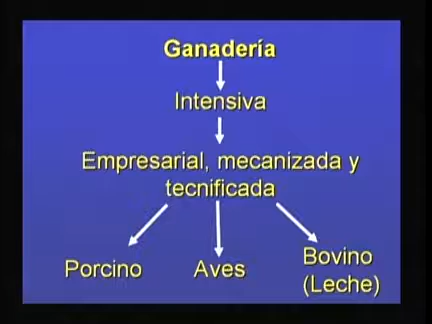 Ganadería
Intensiva
Empresarial, mecanizada y
tecnificada
Porcino
Aves
Bovino
(Leche)